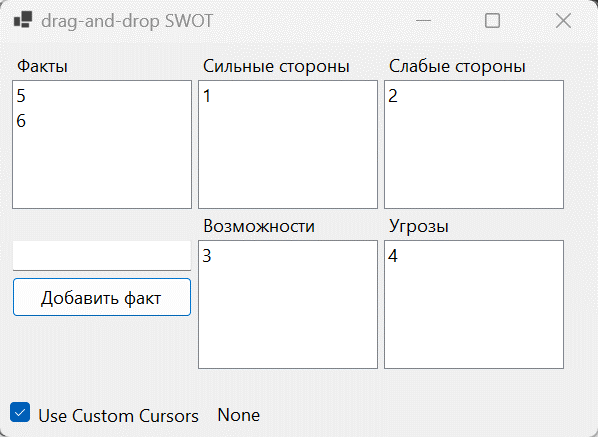 drag-and-drop SWOT
Факты
Сильные стороны
Слабые стороны
5
6
1
2
Возможности
Угрозы
3
4
Добавить факт
Use Custom Cursors
None